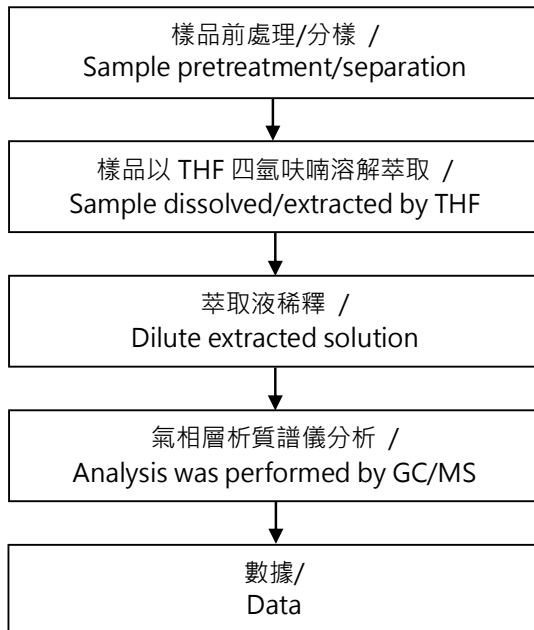 樣品前處理/分樣 /
Sample pretreatment/separation
樣品以 THF 四氫呋喃溶解萃取 /
Sample dissolved/extracted by THF
萃取液稀釋 /
Dilute extracted solution
氣相層析質譜儀分析 /
Analysis was performed by GC/MS
數據/
Data